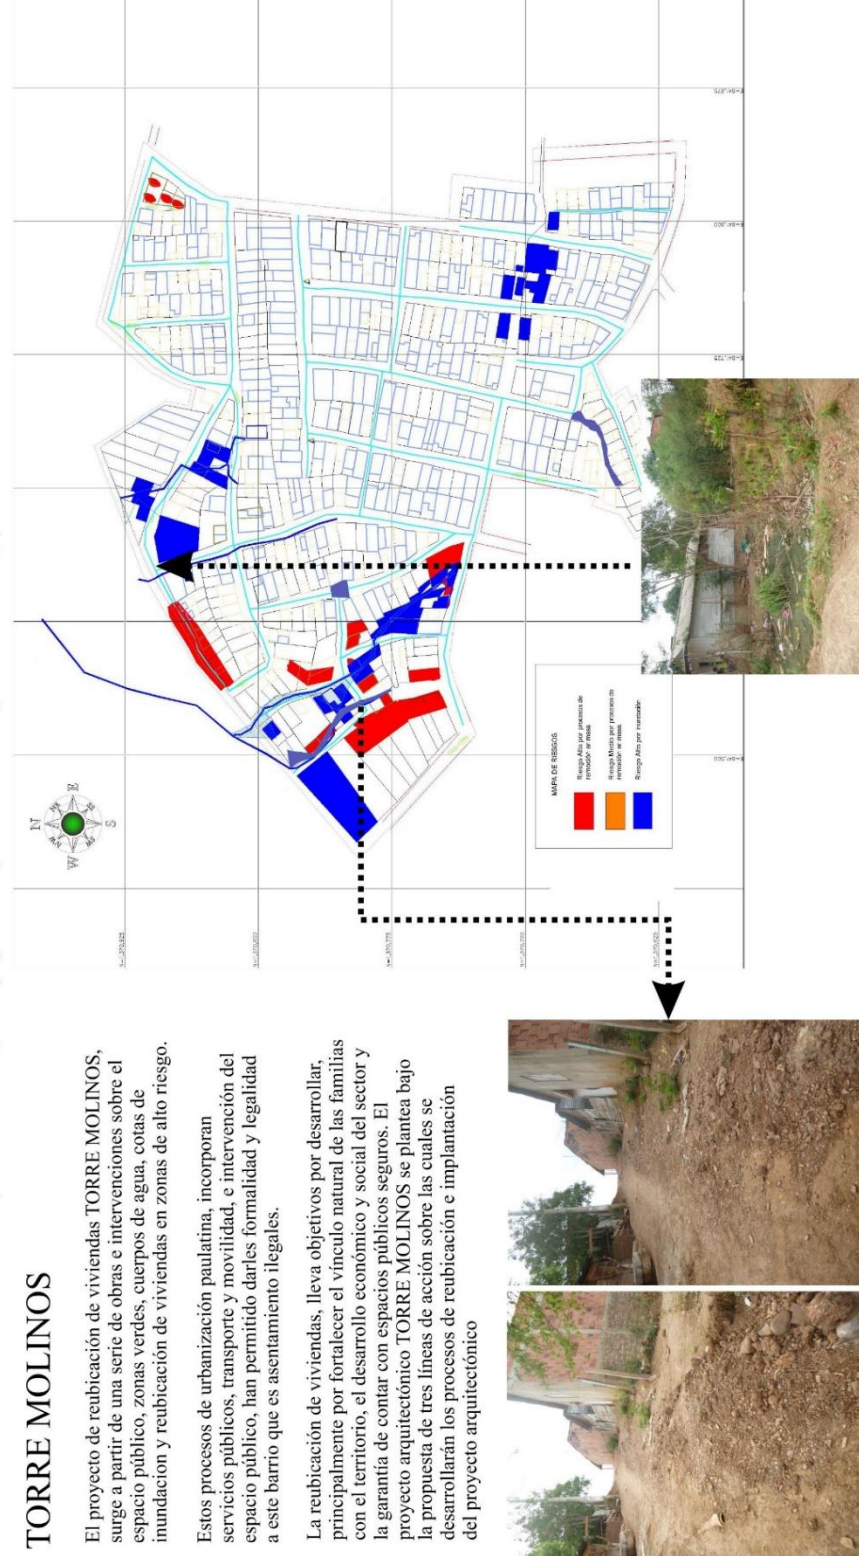 TORRE MOLINOS
El proyecto de reubicación de viviendas TORRE MOLINOS,
surge a partir de una serie de obras e intervenciones sobre el
espacio público, zonas verdes, cuerpos de agua, cotas de
inundacion y reubicación de viviendas en zonas de alto riesgo.
Estos procesos de urbanización paulatina, incorporan
servicios públicos, transporte y movilidad, e intervención del
espacio público, han permitido darles formalidad y legalidad
a este barrio que es asentamiento ilegales.
La reubicación de viviendas, lleva objetivos por desarrollar,
principalmente por fortalecer el vínculo natural de las familias
con el territorio, el desarrollo económico y social del sector y
la garantía de contar con espacios públicos seguros. El
proyecto arquitectónico TORRE MOLINOS se plantea bajo
la propuesta de tres líneas de acción sobre las cuales se
desarrollarán los procesos de reubicación e implantación
del proyecto arquitectónico
N
NE
E
SE
S
SW
W
NW
MAPA DE RIESGOS
Riesgo Alto por procesos de
remoción en masa
Riesgo Medio por procesos de
remoción en masa
Riesgo Alto por inundación